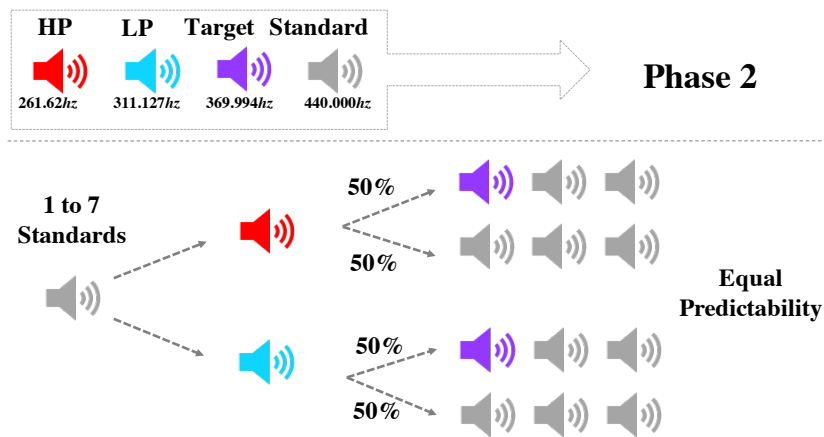 HP LP Target Standard
261.62hz 311.127hz 369.994hz 440.000hz
Phase 2
1 to 7
Standards
50%
50%
50%
50%
Equal
Predictability